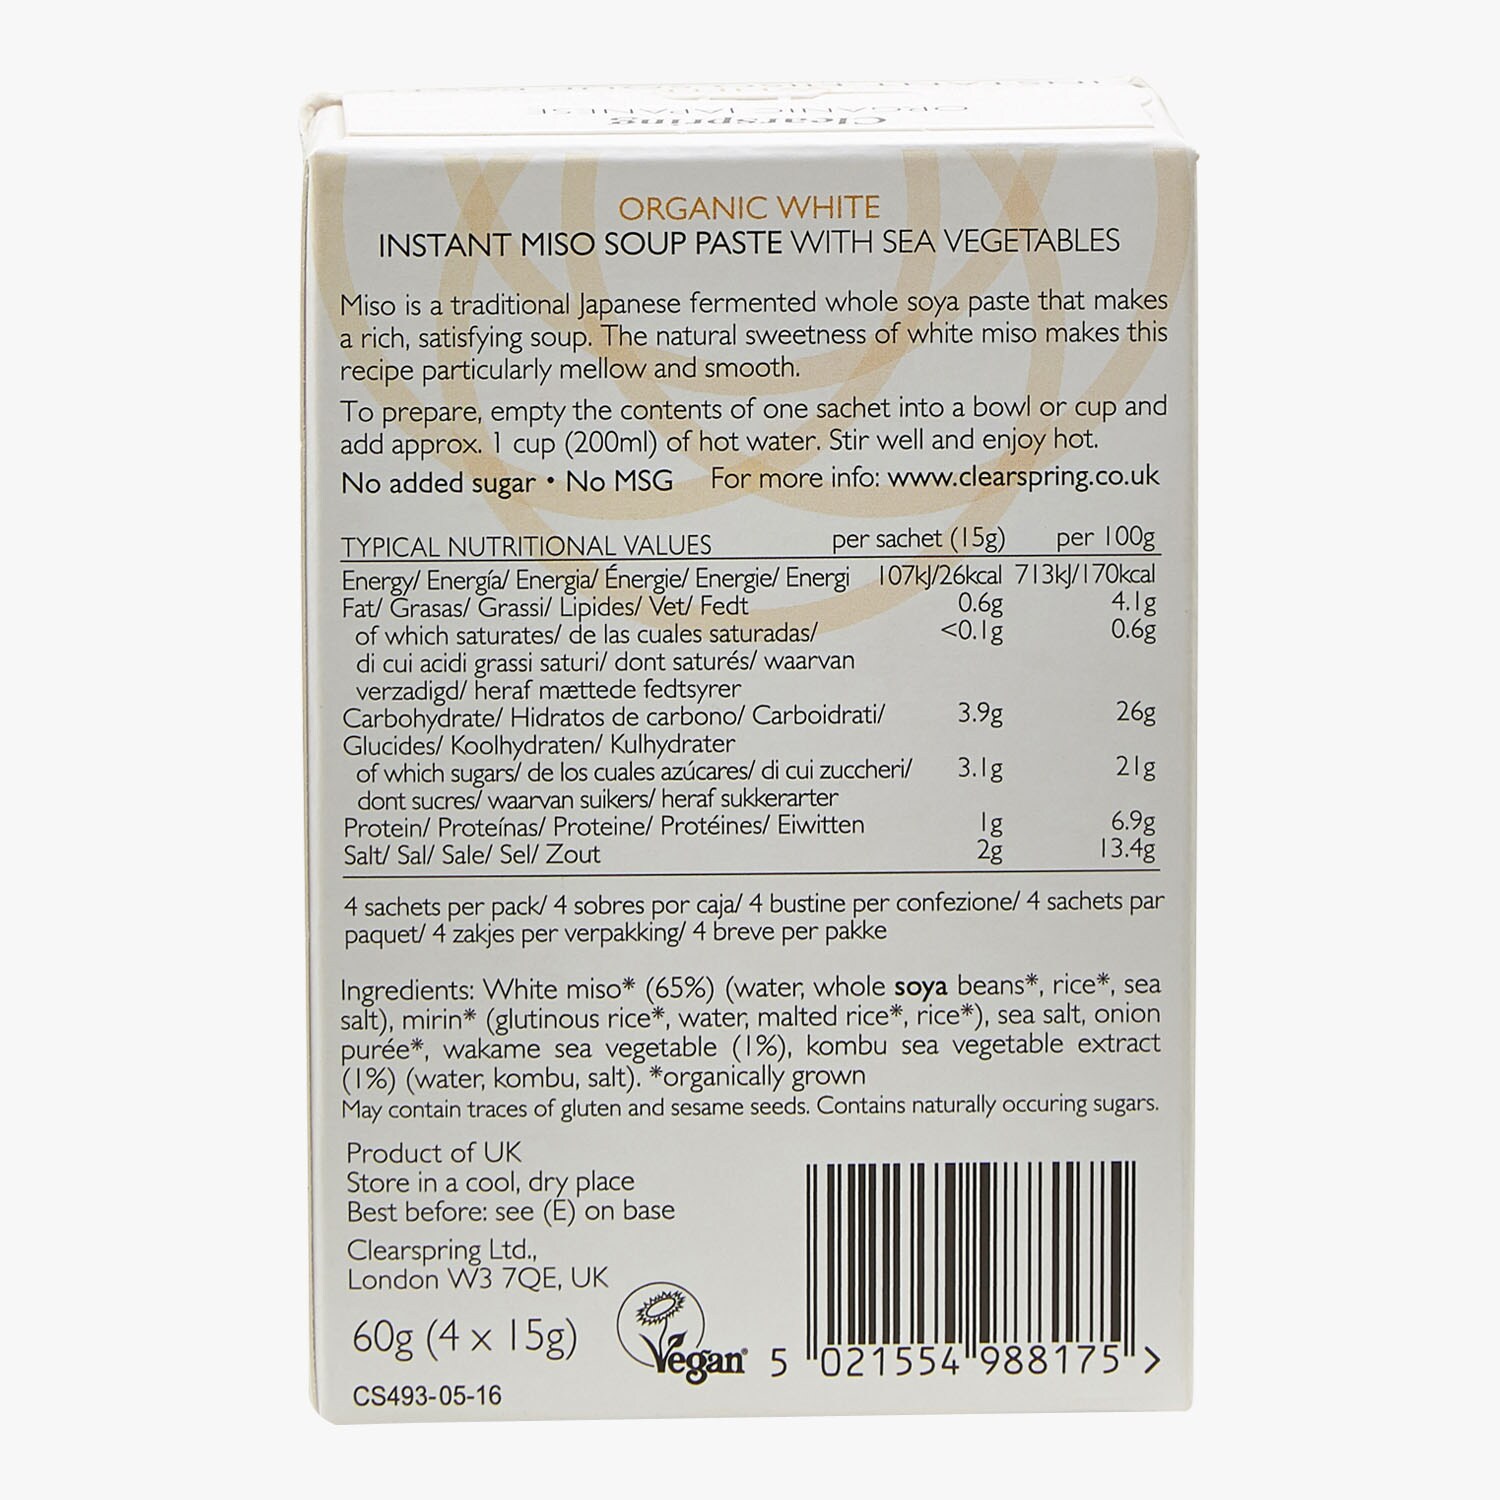 Clearspring
ORGANIC JAPANESE
ORGANIC WHITE
INSTANT MISO SOUP PASTE WITH SEA VEGETABLES
Miso is a traditional Japanese fermented whole soya paste that makes
a rich, satisfying soup. The natural sweetness of white miso makes this
recipe particularly mellow and smooth.
To prepare, empty the contents of one sachet into a bowl or cup and
add approx. 1 cup (200ml) of hot water. Stir well and enjoy hot.
No added sugar • No MSG For more info: www.clearspring.co.uk
TYPICAL NUTRITIONAL VALUES per sachet (15g) per 100g
Energy/ Energía/ Energia/ Énergie/ Energie/ Energi 107kJ/26kcal 713kJ/170kcal
Fat/ Grasas/ Grassi/ Lipides/ Vet/ Fedt 0.6g 4.1g
of which saturates/ de las cuales saturadas/ <0.1g 0.6g
di cui acidi grassi saturi/ dont saturés/ waarvan
verzadigd/ heraf mættede fedtsyrer
Carbohydrate/ Hidratos de carbono/ Carboidrati/ 3.9g 26g
Glucides/ Koolhydraten/ Kulhydrater
of which sugars/ de los cuales azúcares/ di cui zuccheri/ 3.1g 21g
dont sucres/ waarvan suikers/ heraf sukkerarter
Protein/ Proteínas/ Proteine/ Protéines/ Eiwitten 1g 6.9g
Salt/ Sal/ Sale/ Sel/ Zout 2g 13.4g
4 sachets per pack/ 4 sobres por caja/ 4 bustine per confezione/ 4 sachets par
paquet/ 4 zakjes per verpakking/ 4 breve per pakke
Ingredients: White miso* (65%) (water, whole soya beans*, rice*, sea
salt), mirin* (glutinous rice*, water, malted rice*, rice*), sea salt, onion
purée*, wakame sea vegetable (1%), kombu sea vegetable extract
(1%) (water, kombu, salt). *organically grown
May contain traces of gluten and sesame seeds. Contains naturally occuring sugars.
Product of UK
Store in a cool, dry place
Best before: see (E) on base
Clearspring Ltd.,
London W3 7QE, UK
60g (4 x 15g)
Vegan
5 021554 988175 >
CS493-05-16